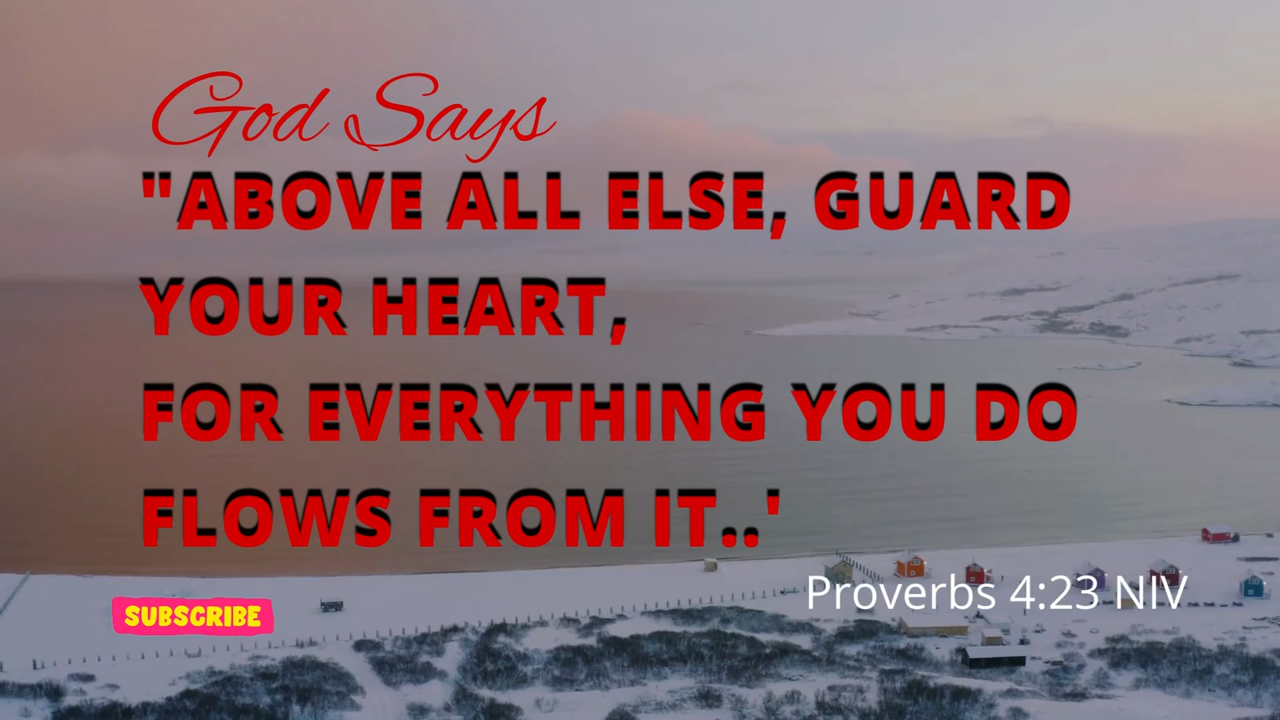 God Says
"ABOVE ALL ELSE, GUARD
YOUR HEART,
FOR EVERYTHING YOU DO
FLOWS FROM IT..'
Proverbs 4:23 NIV
SUBSCRIBE